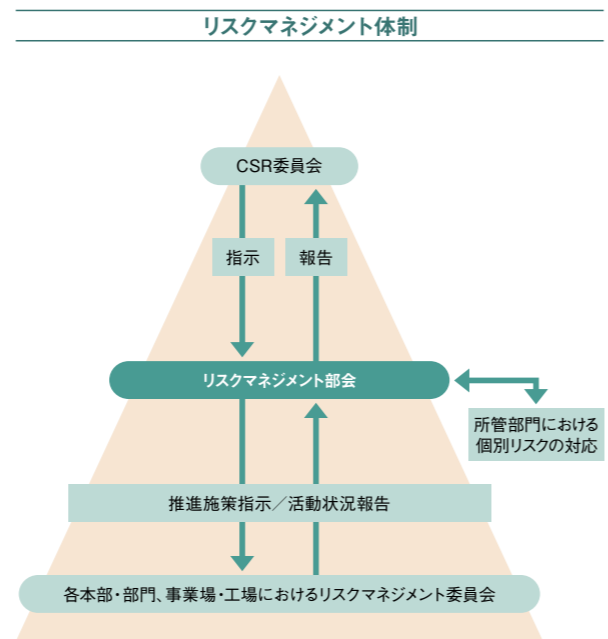 リスクマネジメント体制
CSR委員会
指示
報告
リスクマネジメント部会
所管部門における
個別リスクの対応
推進施策指示／活動状況報告
各本部・部門、事業場・工場におけるリスクマネジメント委員会